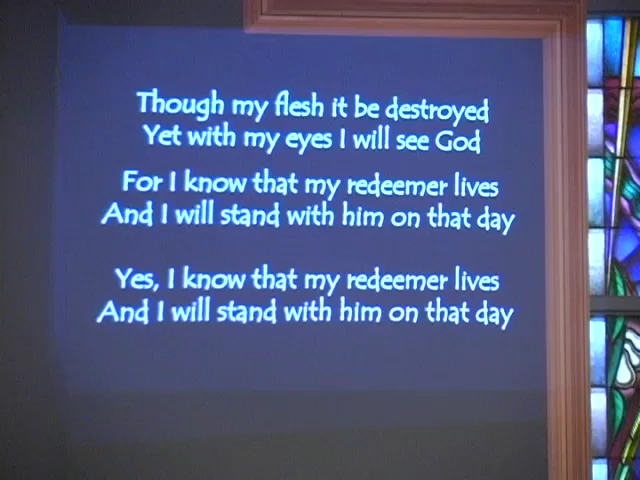 Though my flesh it be destroyed
Yet with my eyes I will see God
For I know that my redeemer lives
And I will stand with him on that day
Yes, I know that my redeemer lives
And I will stand with him on that day